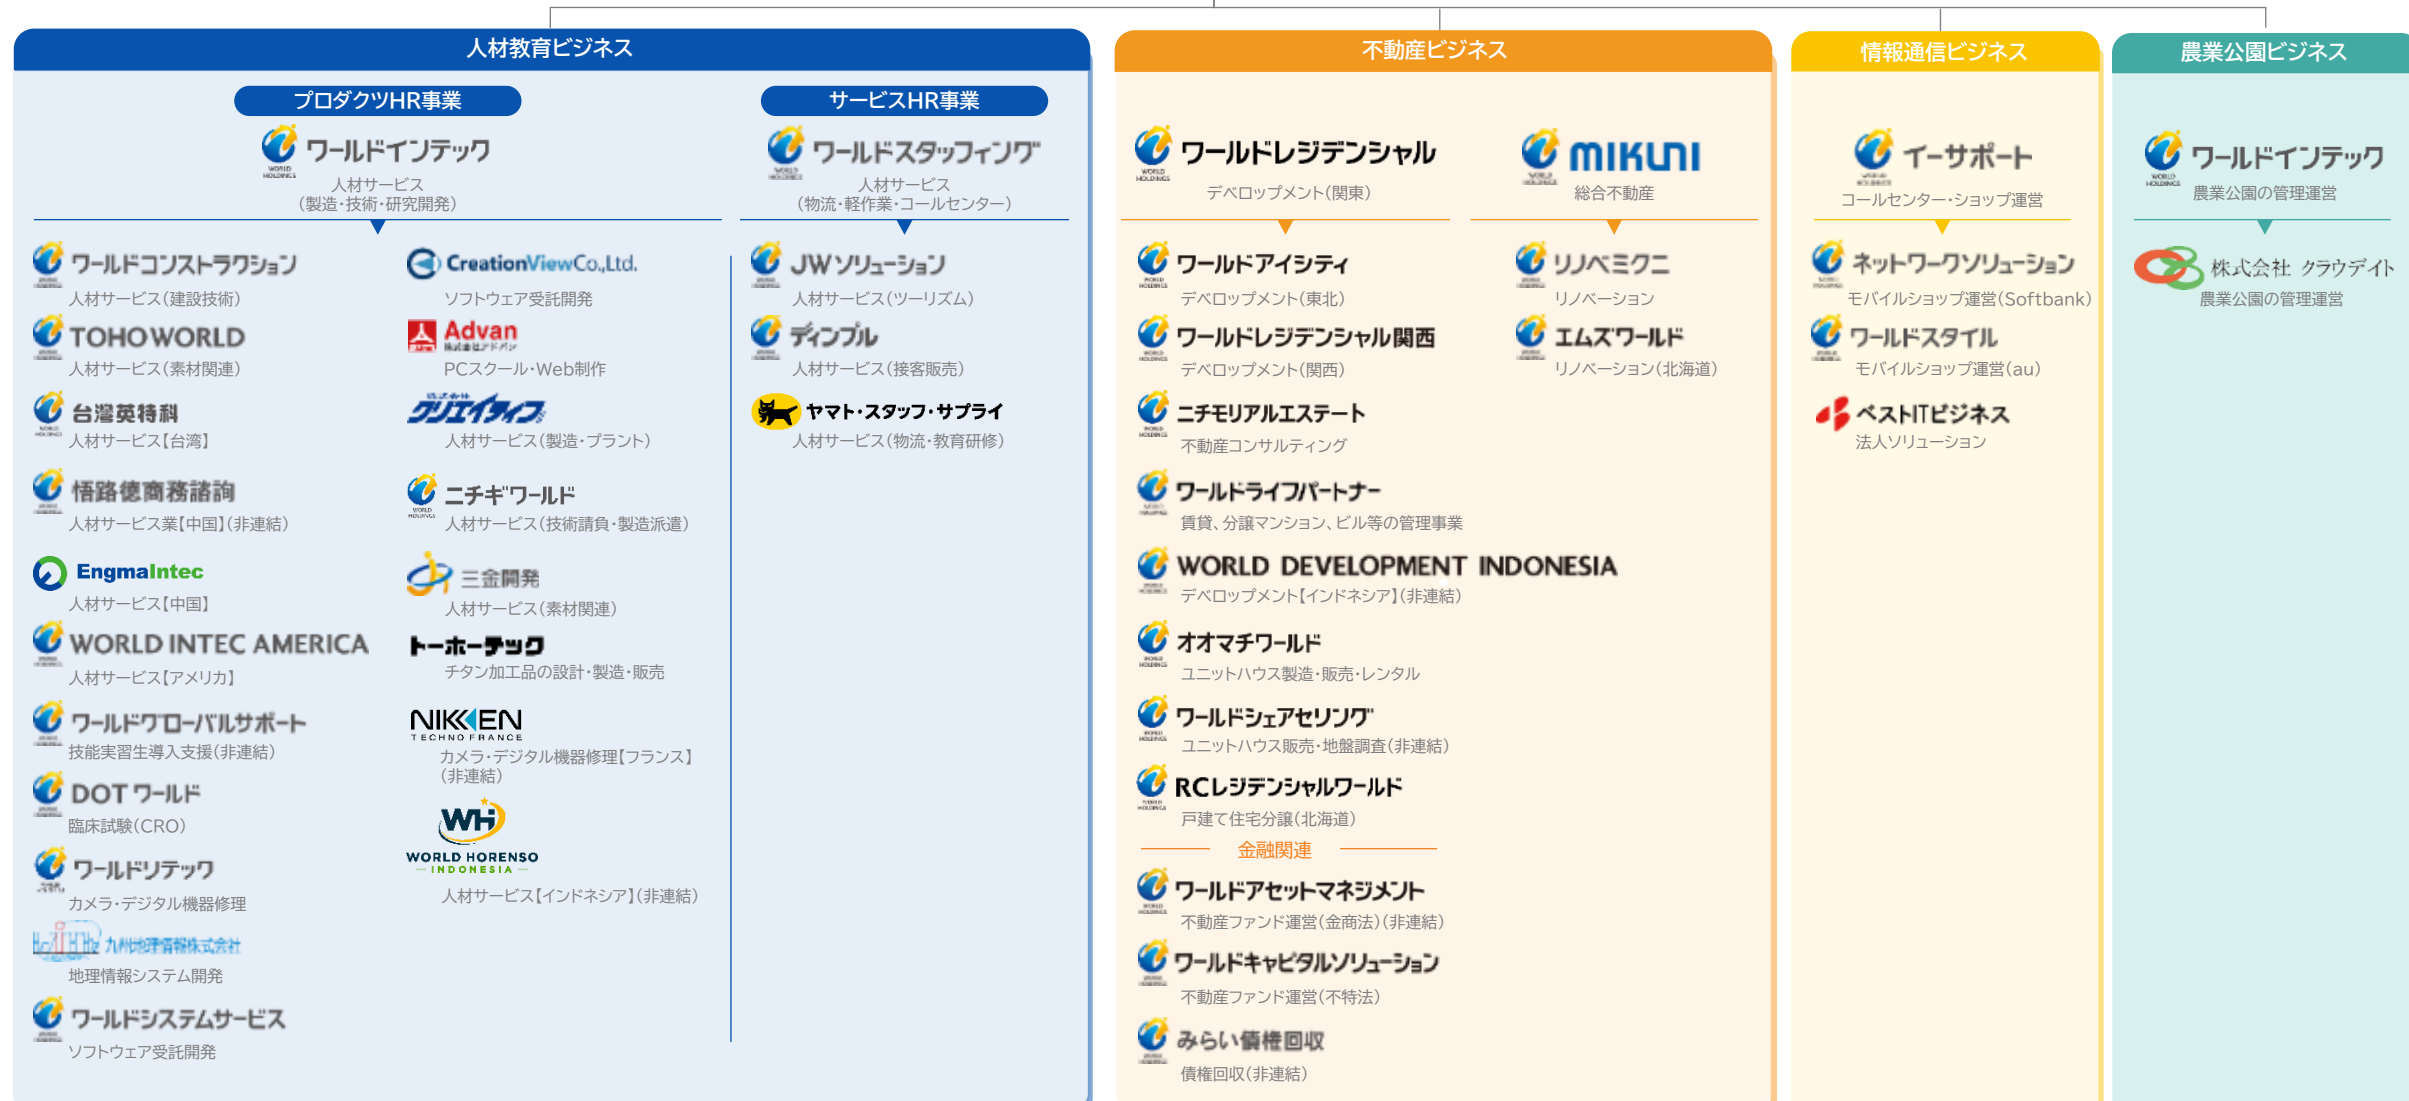 人材教育ビジネス
プロダクツHR事業
WORLD HOLDINGS
ワールドインテック
人材サービス
(製造・技術・研究開発)
ワールドコンストラクション
人材サービス(建設技術)
TOHO WORLD
人材サービス(素材関連)
台灣英特科
人材サービス【台湾】
悟路徳商務諮詢
人材サービス業【中国】(非連結)
EngmaIntec
人材サービス【中国】
WORLD INTEC AMERICA
人材サービス【アメリカ】
ワールドグローバルサポート
技能実習生導入支援(非連結)
DOT ワールド
臨床試験(CRO)
ワールドリテック
カメラ・デジタル機器修理
九州地理情報株式会社
地理情報システム開発
ワールドシステムサービス
ソフトウェア受託開発
CreationViewCo.,Ltd.
ソフトウェア受託開発
Advan
株式会社アドバン
PCスクール・Web制作
株式会社
クリエイティブ
人材サービス(製造・プラント)
ニチギワールド
人材サービス(技術請負・製造派遣)
三金開発
人材サービス(素材関連)
トーホーテック
チタン加工品の設計・製造・販売
NIKKEN
TECHNO FRANCE
カメラ・デジタル機器修理【フランス】
(非連結)
WH
WORLD HORENSO
INDONESIA
人材サービス【インドネシア】(非連結)
サービスHR事業
ワールドスタッフィング
人材サービス
(物流・軽作業・コールセンター)
JWソリューション
人材サービス(ツーリズム)
ディンプル
人材サービス(接客販売)
ヤマト・スタッフ・サプライ
人材サービス(物流・教育研修)
不動産ビジネス
WORLD HOLDINGS
ワールドレジデンシャル
デベロップメント(関東)
ワールドアイシティ
デベロップメント(東北)
ワールドレジデンシャル関西
デベロップメント(関西)
ニチモリアルエステート
不動産コンサルティング
ワールドライフパートナー
賃貸、分譲マンション、ビル等の管理事業
WORLD DEVELOPMENT INDONESIA
デベロップメント【インドネシア】(非連結)
オオマチワールド
ユニットハウス製造・販売・レンタル
ワールドシェアセリング
ユニットハウス販売・地盤調査(非連結)
RCレジデンシャルワールド
戸建て住宅分譲(北海道)
金融関連
ワールドアセットマネジメント
不動産ファンド運営(金商法)(非連結)
ワールドキャピタルソリューション
不動産ファンド運営(不特法)
みらい債権回収
債権回収(非連結)
MIKUNI
総合不動産
リノベミクニ
リノベーション
エムズワールド
リノベーション(北海道)
情報通信ビジネス
イーサポート
コールセンター・ショップ運営
ネットワークソリューション
モバイルショップ運営(Softbank)
ワールドスタイル
モバイルショップ運営(au)
ベストITビジネス
法人ソリューション
農業公園ビジネス
WORLD HOLDINGS
ワールドインテック
農業公園の管理運営
株式会社 クラウデイト
農業公園の管理運営